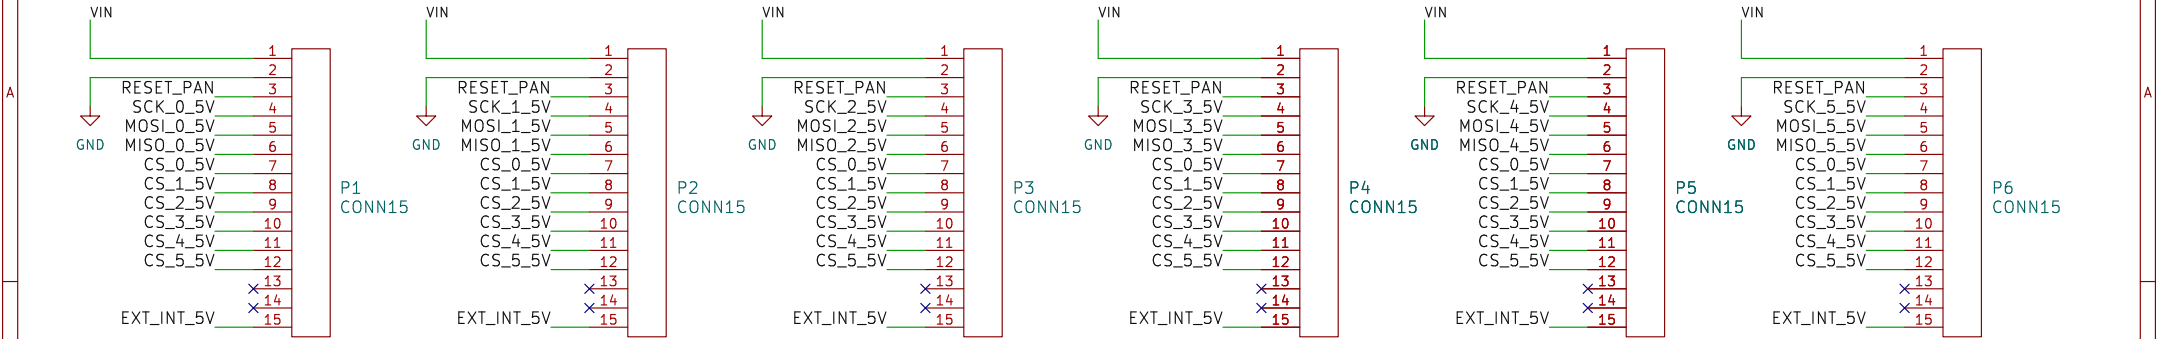 VIN VIN VIN VIN VIN VIN
1 1 1 1 1 1
2 2 2 2 2 2
RESET_PAN 3 RESET_PAN 3 RESET_PAN 3 RESET_PAN 3 RESET_PAN 3 RESET_PAN 3
A A
SCK_0_5V 4 SCK_1_5V 4 SCK_2_5V 4 SCK_3_5V 4 SCK_4_5V 4 SCK_5_5V 4
MOSI_0_5V 5 MOSI_1_5V 5 MOSI_2_5V 5 MOSI_3_5V 5 MOSI_4_5V 5 MOSI_5_5V 5
GND MISO_0_5V 6 GND MISO_1_5V 6 GND MISO_2_5V 6 GND MISO_3_5V 6 GND MISO_4_5V 6 GND MISO_5_5V 6
CS_0_5V 7 CS_0_5V 7 CS_0_5V 7 CS_0_5V 7 CS_0_5V 7 CS_0_5V 7
CS_1_5V 8 P1 CS_1_5V 8 P2 CS_1_5V 8 P3 CS_1_5V 8 P4 CS_1_5V 8 P5 CS_1_5V 8 P6
CS_2_5V 9 CONN15 CS_2_5V 9 CONN15 CS_2_5V 9 CONN15 CS_2_5V 9 CONN15 CS_2_5V 9 CONN15 CS_2_5V 9 CONN15
CS_3_5V 10 CS_3_5V 10 CS_3_5V 10 CS_3_5V 10 CS_3_5V 10 CS_3_5V 10
CS_4_5V 11 CS_4_5V 11 CS_4_5V 11 CS_4_5V 11 CS_4_5V 11 CS_4_5V 11
CS_5_5V 12 CS_5_5V 12 CS_5_5V 12 CS_5_5V 12 CS_5_5V 12 CS_5_5V 12
13 13 13 13 13 13
14 14 14 14 14 14
EXT_INT_5V 15 EXT_INT_5V 15 EXT_INT_5V 15 EXT_INT_5V 15 EXT_INT_5V 15 EXT_INT_5V 15